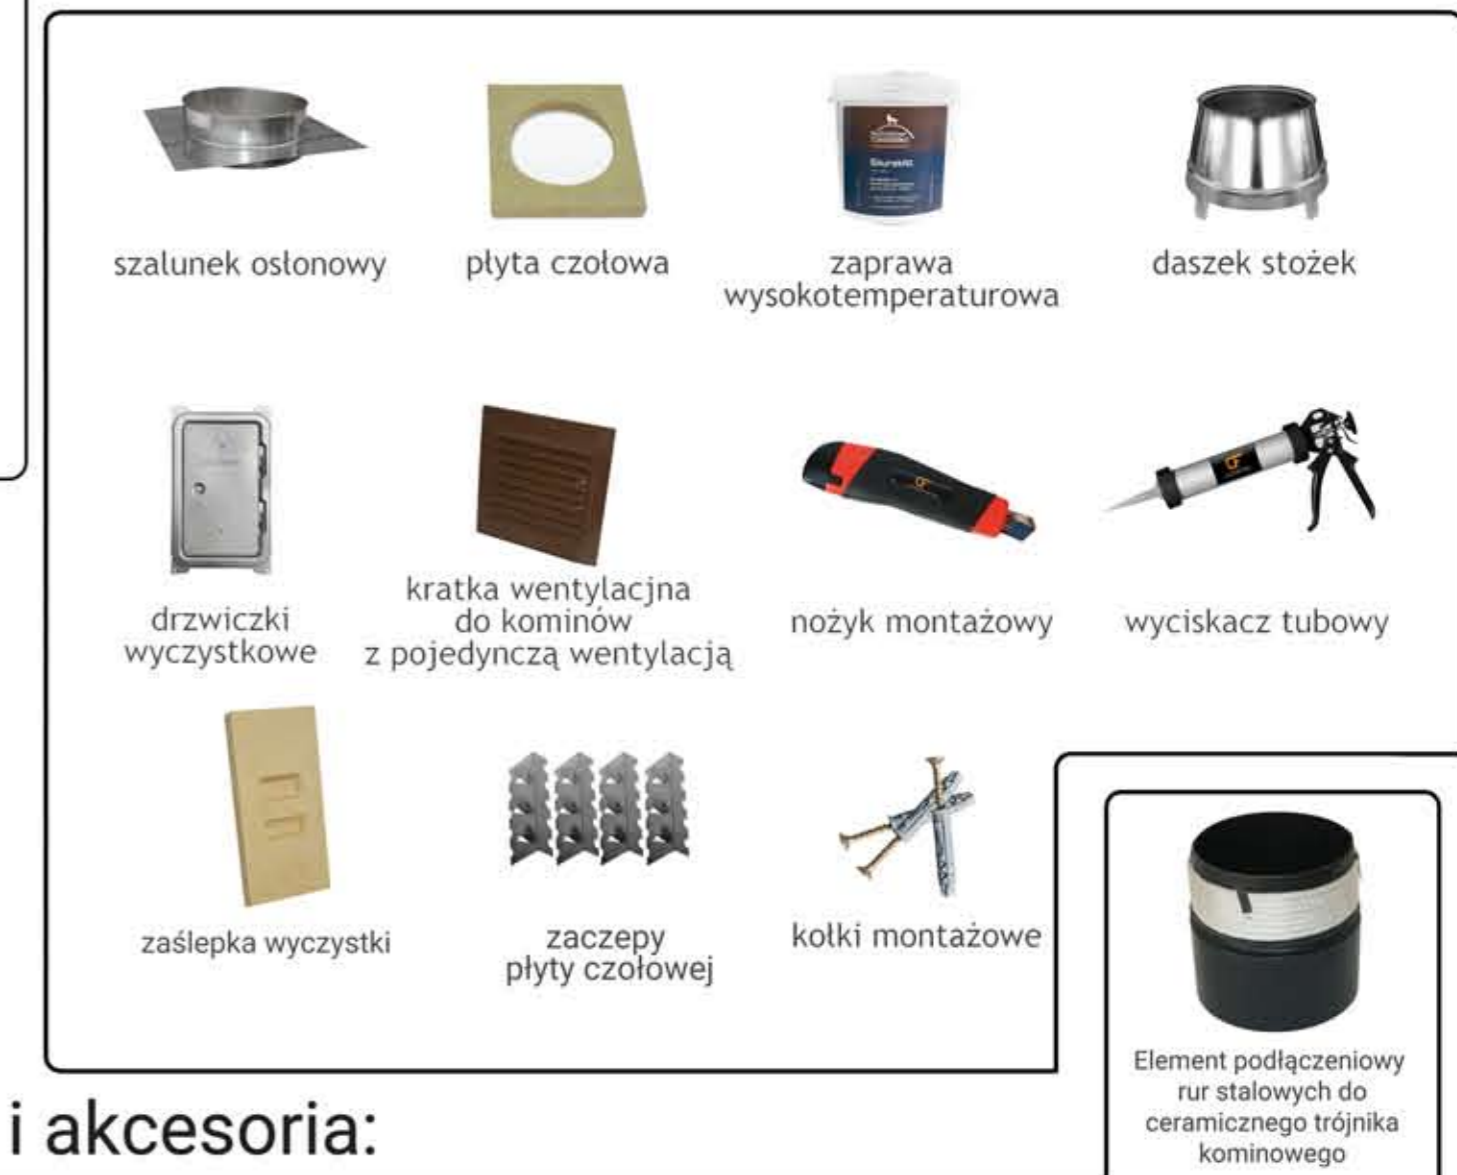 szalunek osłonowy
płyta czołowa
zaprawa
wysokotemperaturowa
daszek stożek
drzwiczki
wyczystkowe
kratka wentylacjna
do kominów
z pojedynczą wentylacją
nożyk montażowy
wyciskacz tubowy
zaślepka wyczystki
zaczepy
płyty czołowej
kołki montażowe
Element podłączeniowy
rur stalowych do
ceramicznego trójnika
kominowego
i akcesoria: